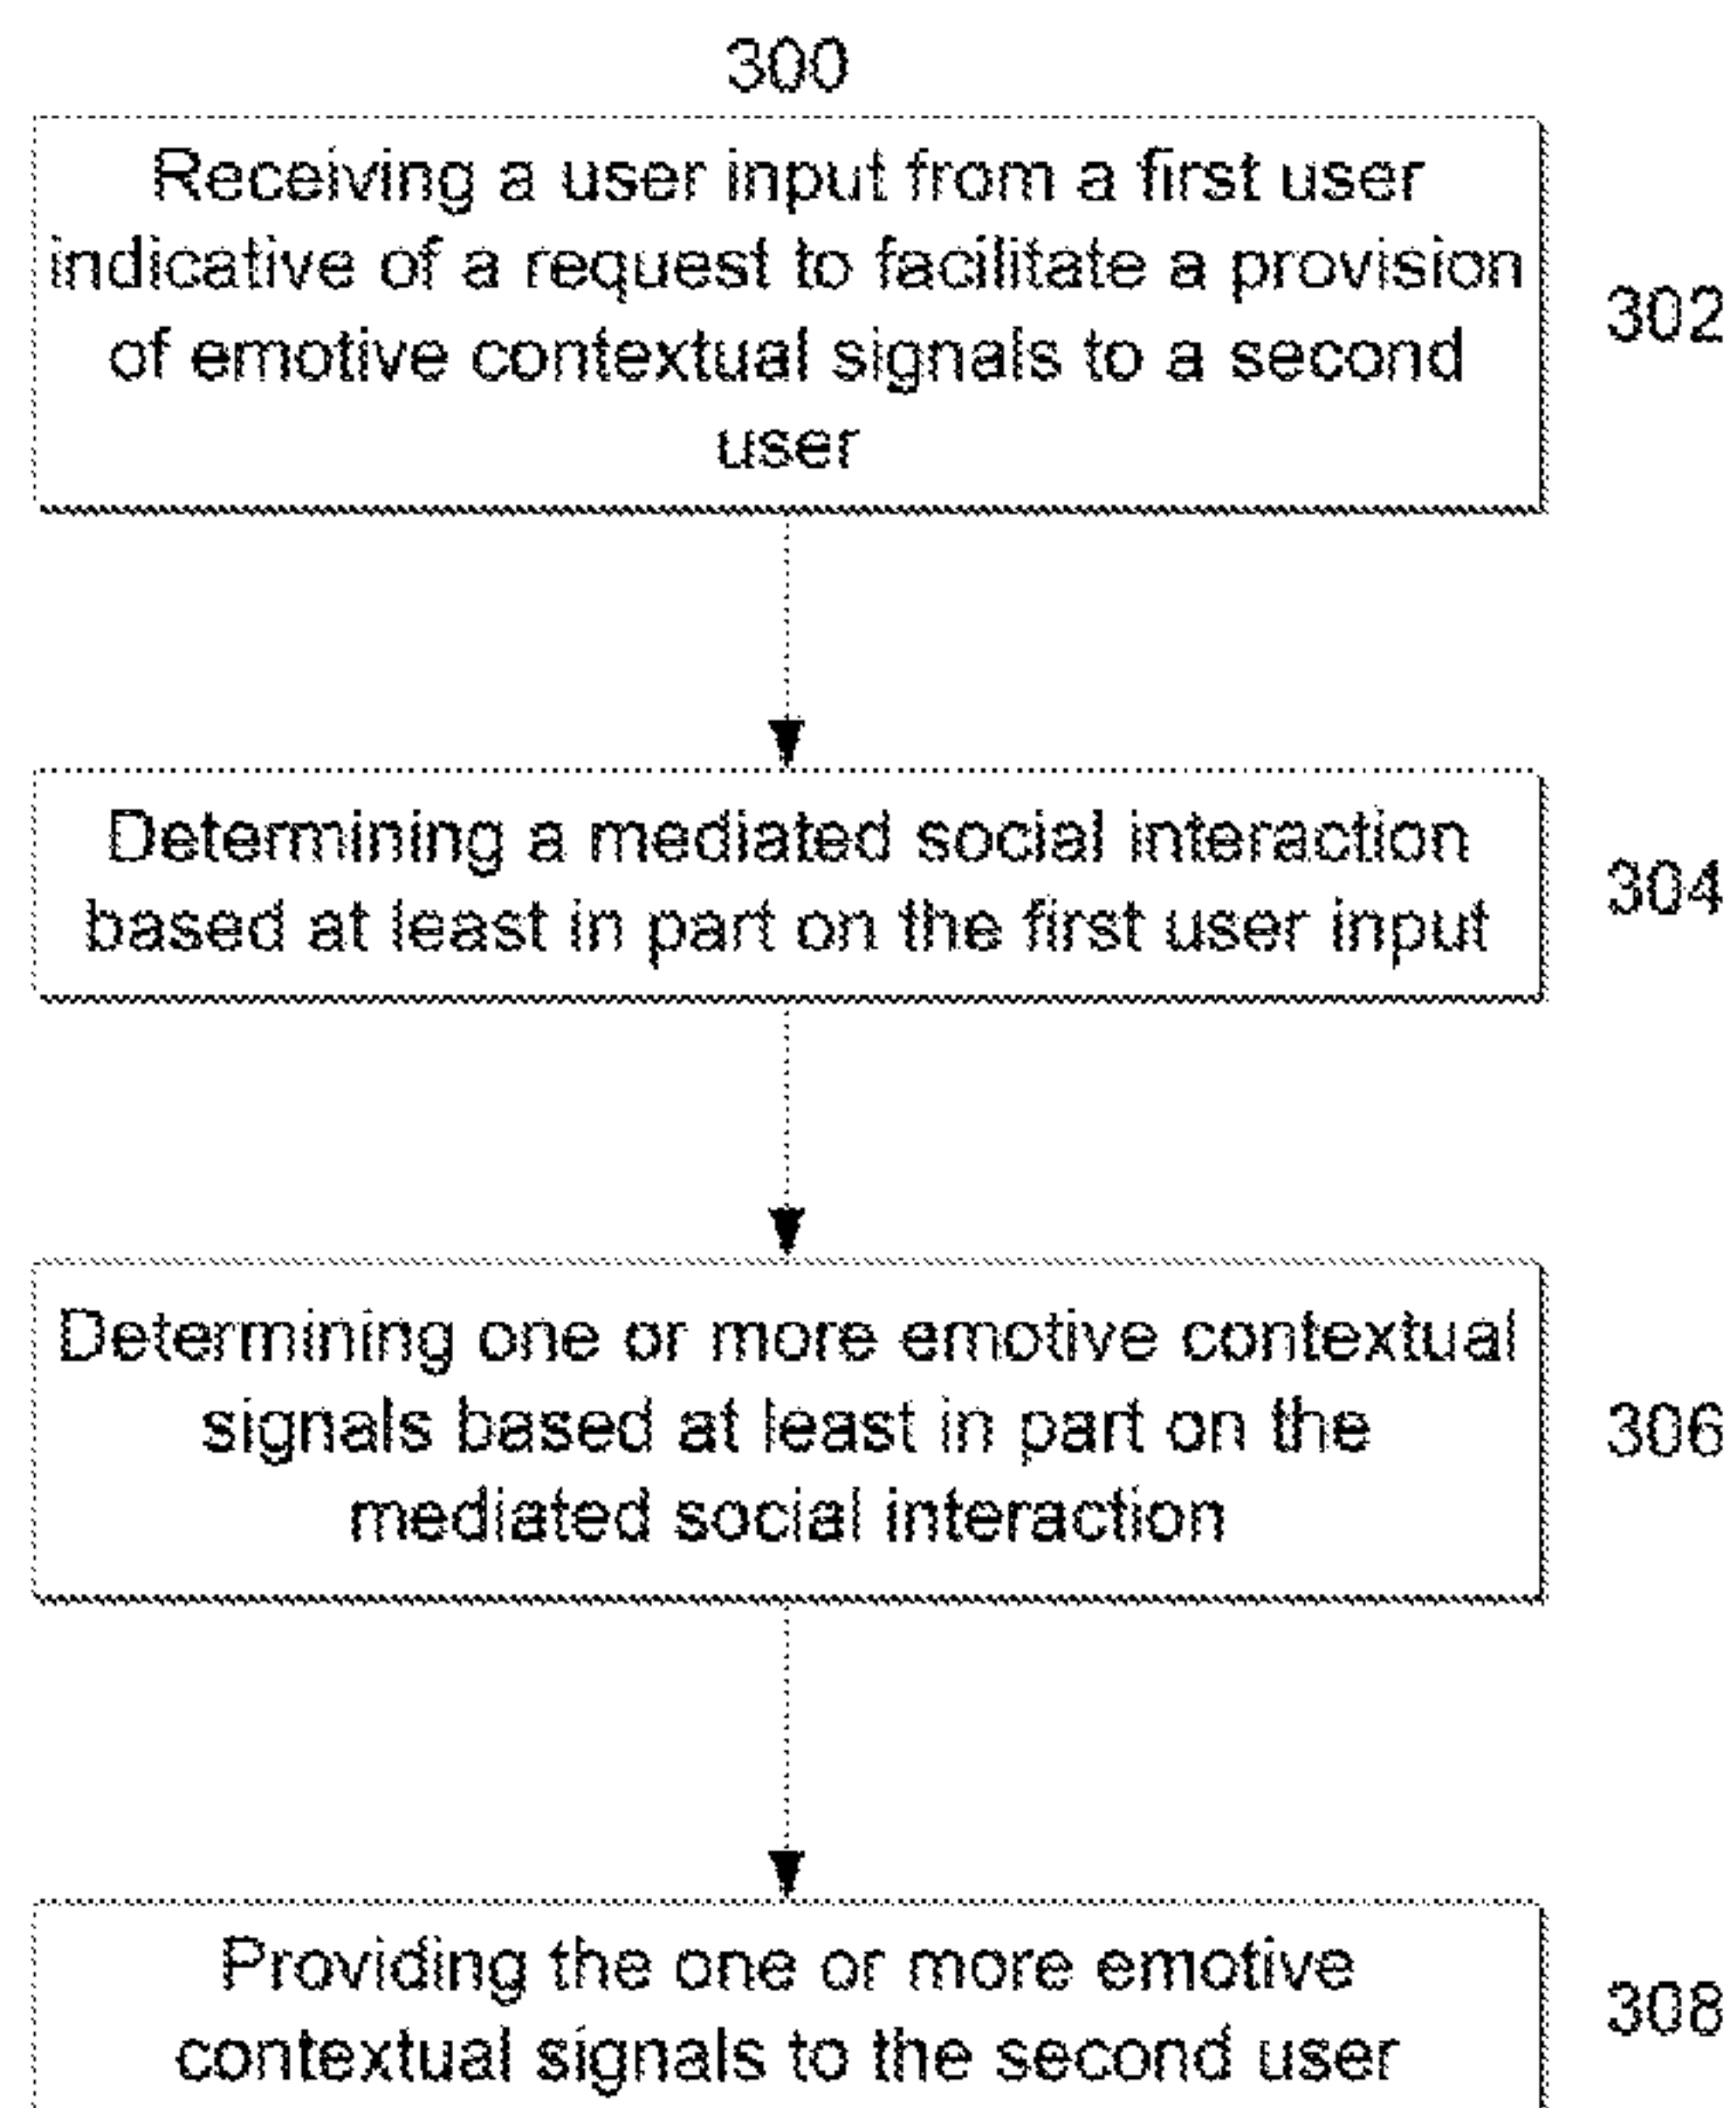 300
Receiving a user input from a first user
indicative of a request to facilitate a provision
of emotive contextual signals to a second
user
302
Determining a mediated social interaction
based at least in part on the first user input
304
Determining one or more emotive contextual
signals based at least in part on the
mediated social interaction
306
Providing the one or more emotive
contextual signals to the second user
308